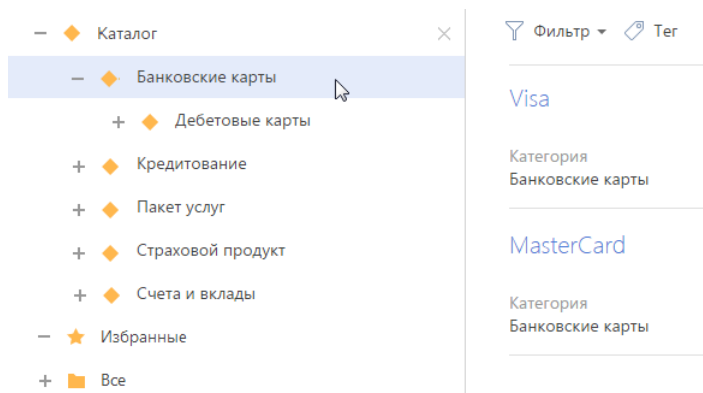 Каталог
Банковские карты
Дебетовые карты
Кредитование
Пакет услуг
Страховой продукт
Счета и вклады
Избранные
Все
Фильтр
Тег
Visa
Категория
Банковские карты
MasterCard
Категория
Банковские карты